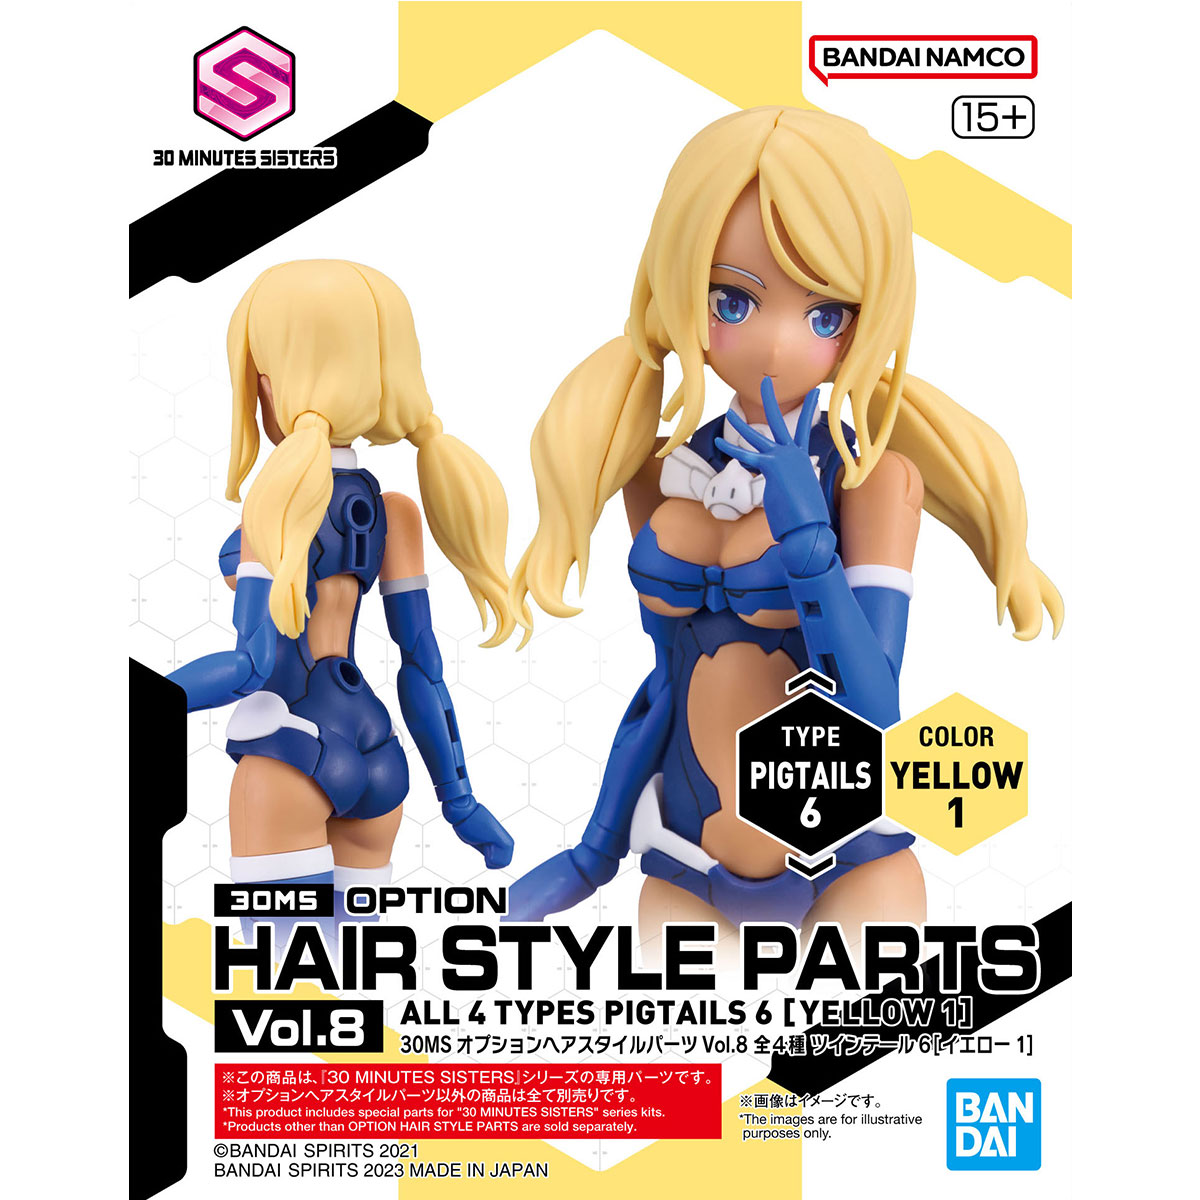 30 MINUTES SISTERS
BANDAI NAMCO
15+
TYPE
PIGTAILS
6
COLOR
YELLOW
1
30MS OPTION
HAIR STYLE PARTS
Vol.8
ALL 4 TYPES PIGTAILS 6 [YELLOW 1]
30MS オプションヘアスタイルパーツ Vol.8 全4種 ツインテール6[イエロー 1]
※この商品は､『30 MINUTES SISTERS』シリーズの専用パーツです。
※オプションヘアスタイルパーツ以外の商品は全て別売りです。
*This product includes special parts for "30 MINUTES SISTERS" series kits.
*Products other than OPTION HAIR STYLE PARTS are sold separately.
※画像はイメージです。
*The images are for illustrative
purposes only.
BAN
DAI
©BANDAI SPIRITS 2021
BANDAI SPIRITS 2023 MADE IN JAPAN